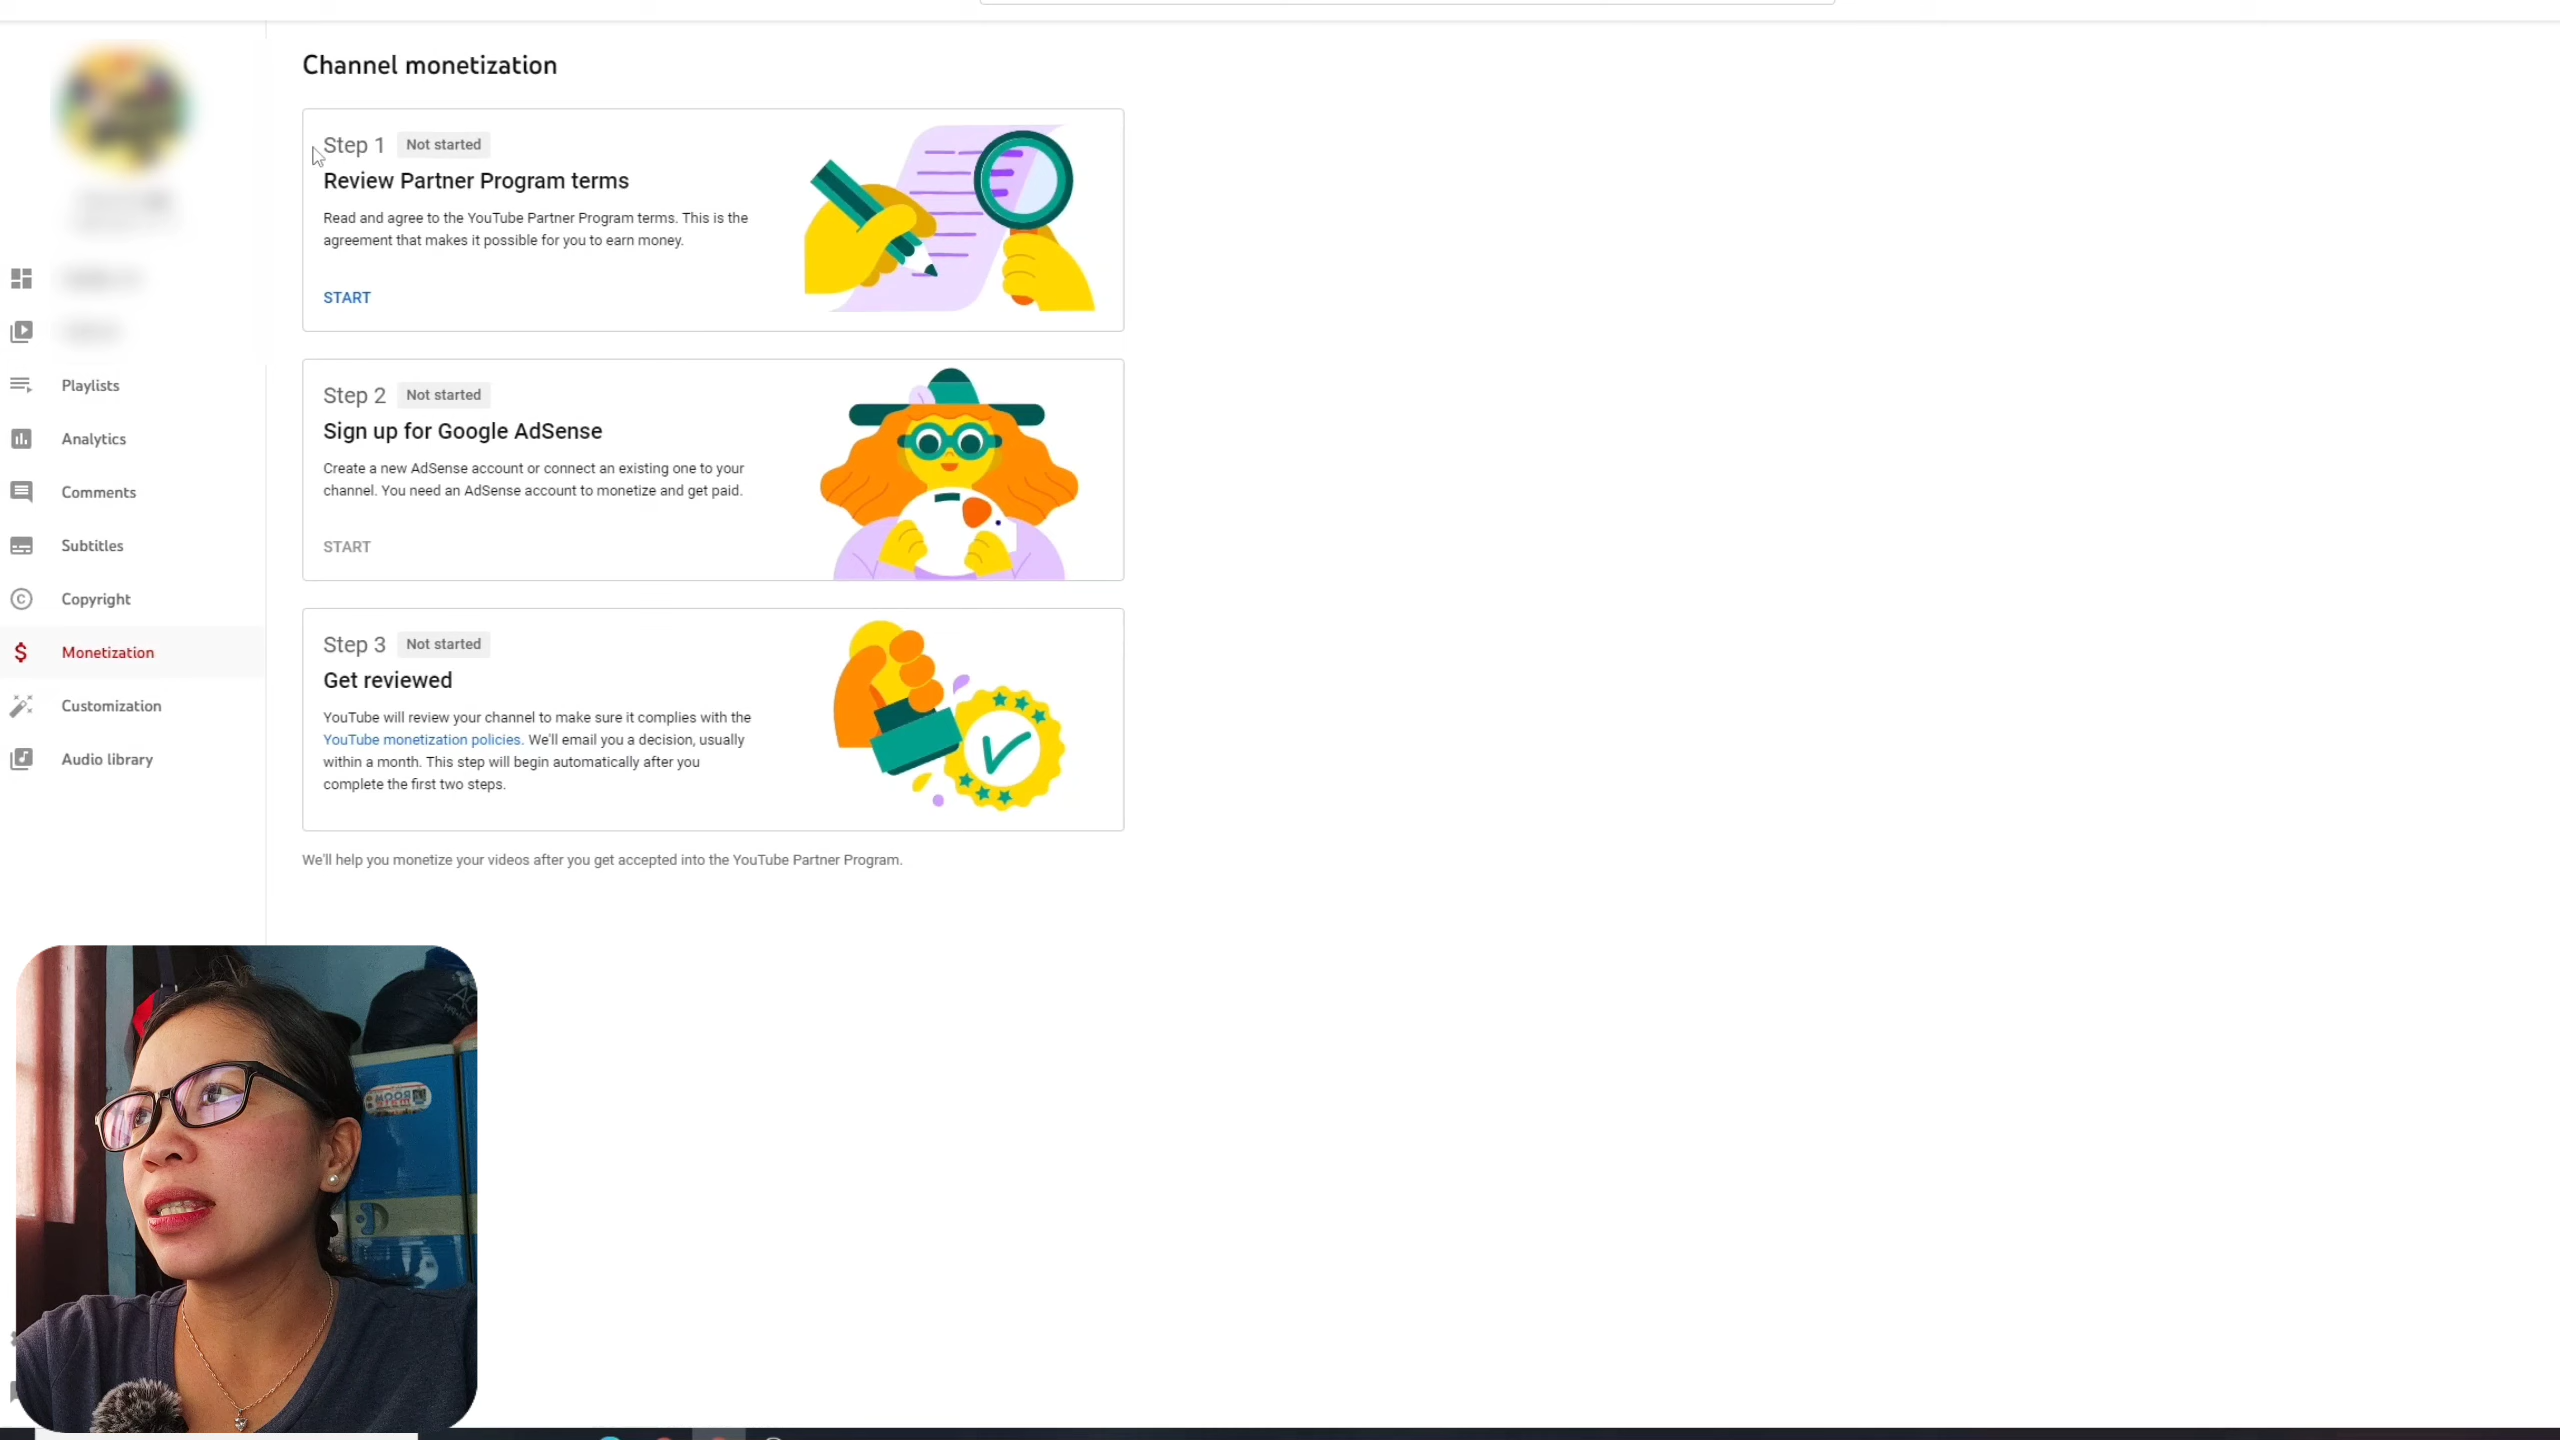 Channel monetization
Step 1 Not started
Review Partner Program terms
Read and agree to the YouTube Partner Program terms. This is the
agreement that makes it possible for you to earn money.
START
Step 2 Not started
Sign up for Google AdSense
Create a new AdSense account or connect an existing one to your
channel. You need an AdSense account to monetize and get paid.
START
Step 3 Not started
Get reviewed
YouTube will review your channel to make sure it complies with the
YouTube monetization policies. We'll email you a decision, usually
within a month. This step will begin automatically after you
complete the first two steps.
We'll help you monetize your videos after you get accepted into the YouTube Partner Program.
Playlists
Analytics
Comments
Subtitles
Copyright
Monetization
Customization
Audio library